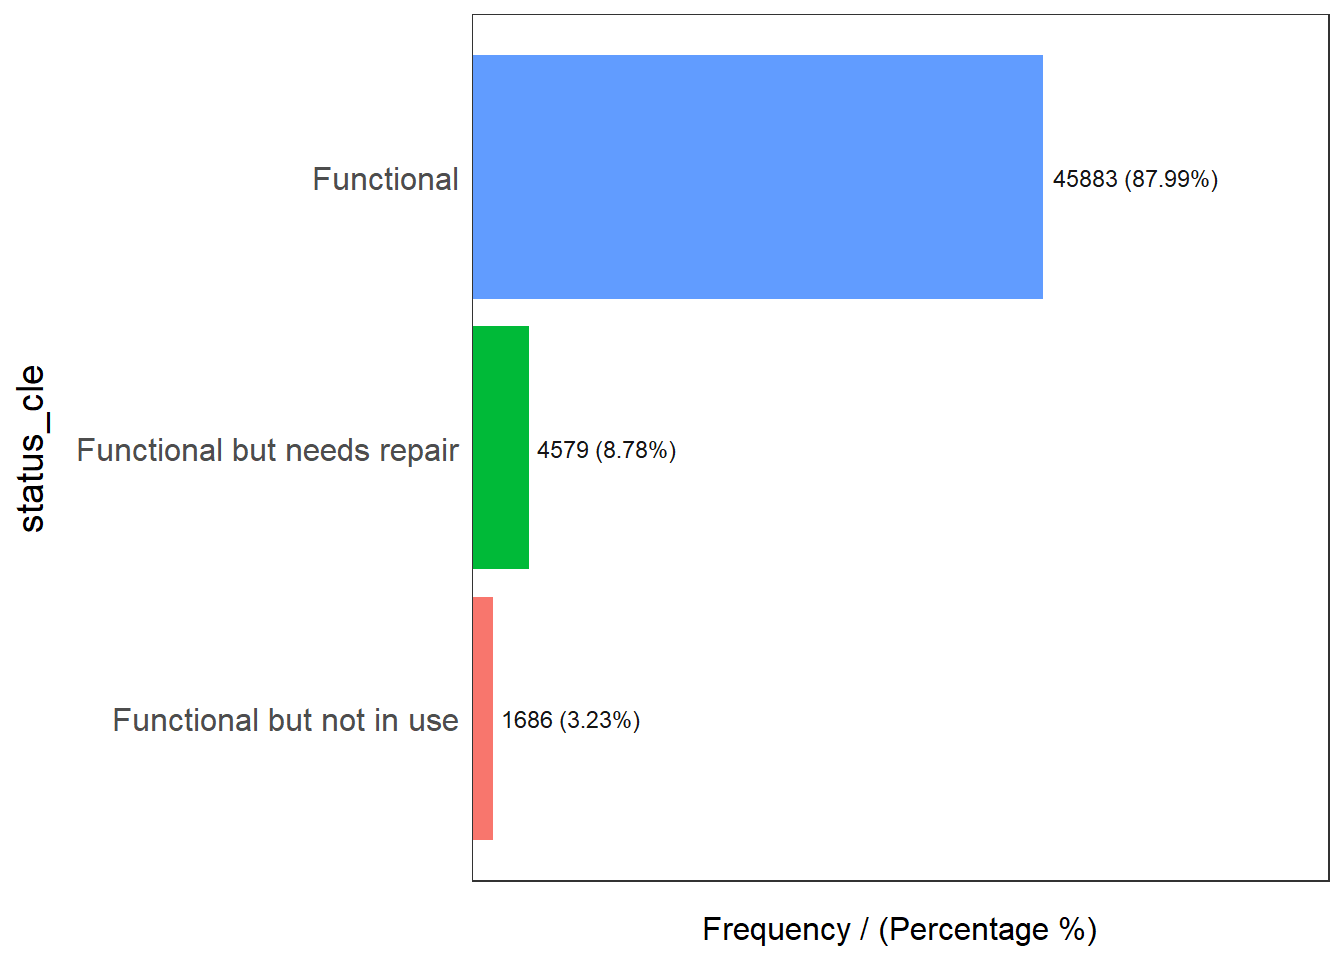 Functional
45883 (87.99%)
status_cle
Functional but needs repair
4579 (8.78%)
Functional but not in use
1686 (3.23%)
Frequency / (Percentage %)